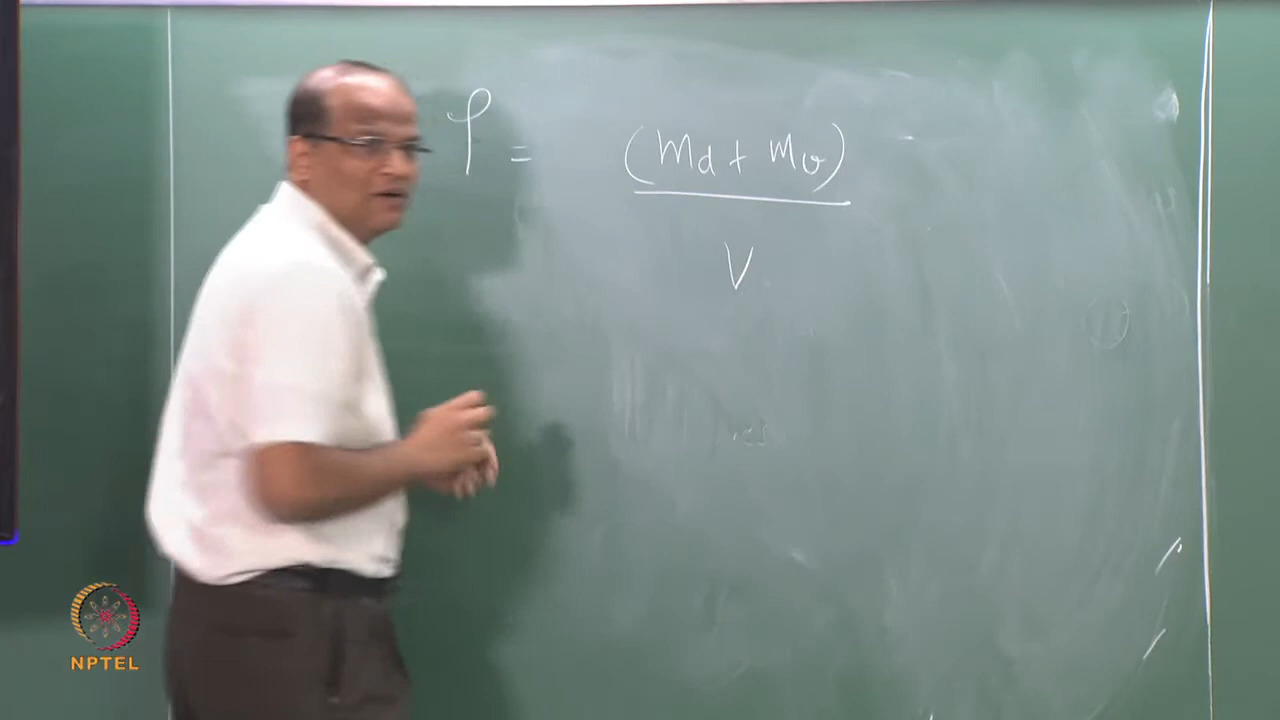 ρ = (md + mv)
V
NPTEL